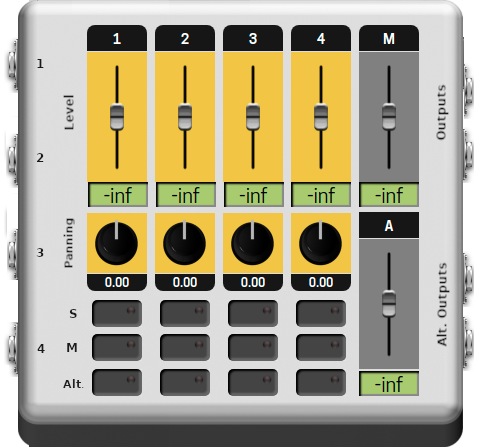 1 2 3 4 M
1
Level
Outputs
2
-inf -inf -inf -inf -inf
Panning
A
3
0.00 0.00 0.00 0.00
Alt. Outputs
S
4
M
Alt.
-inf